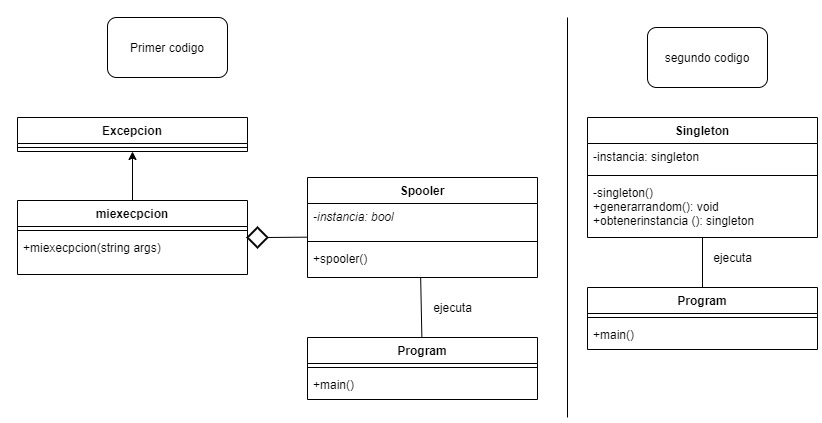 Primer codigo
Excepcion
miexecpcion
+miexecpcion(string args)
Spooler
-instancia: bool
+spooler()
ejecuta
Program
+main()
segundo codigo
Singleton
-instancia: singleton
-singleton()
+generarrandom(): void
+obtenerinstancia (): singleton
ejecuta
Program
+main()